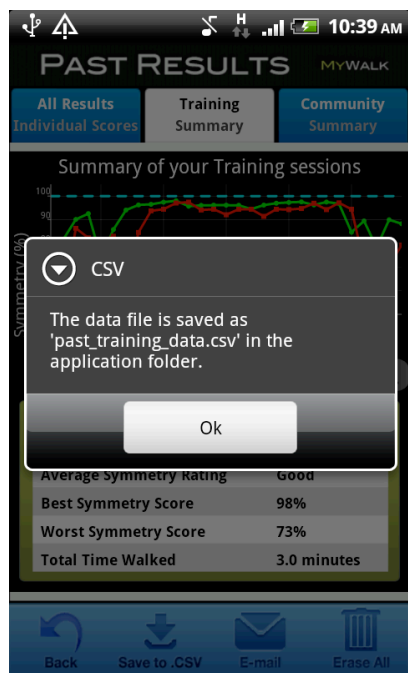 H
10:39 AM
PAST RESULTS
MYWALK
All Results
Individual Scores
Training
Summary
Community
Summary
Summary of your Training sessions
100
90
Symmetry (%)
CSV
The data file is saved as
'past_training_data.csv' in the
application folder.
Ok
Average Symmetry Rating Good
Best Symmetry Score 98%
Worst Symmetry Score 73%
Total Time Walked 3.0 minutes
Back Save to .CSV E-mail Erase All